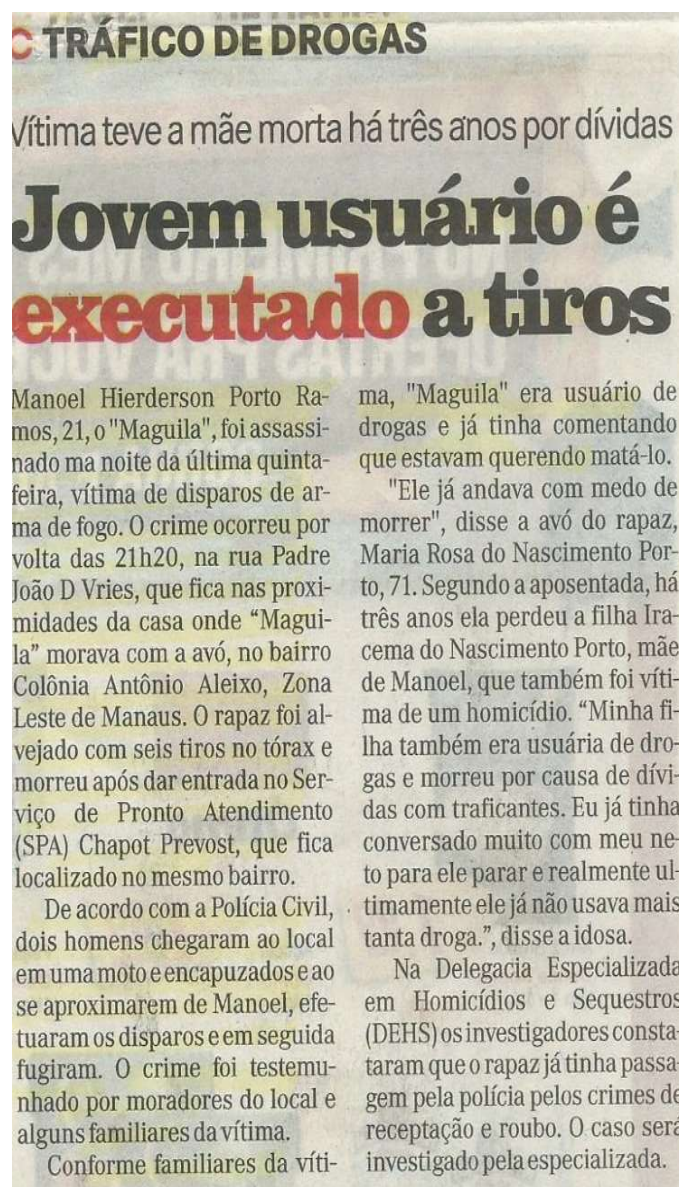 C TRÁFICO DE DROGAS
Vítima teve a mãe morta há três anos por dívidas
Jovem usuário é
executado a tiros
Manoel Hierderson Porto Ra-
mos, 21, o "Maguila", foi assassi-
nado ma noite da última quinta-
feira, vítima de disparos de ar-
ma de fogo. O crime ocorreu por
volta das 21h20, na rua Padre
João D Vries, que fica nas proxi-
midades da casa onde “Magui-
la” morava com a avó, no bairro
Colônia Antônio Aleixo, Zona
Leste de Manaus. O rapaz foi al-
vejado com seis tiros no tórax e
morreu após dar entrada no Ser-
viço de Pronto Atendimento
(SPA) Chapot Prevost, que fica
localizado no mesmo bairro.
De acordo com a Polícia Civil,
dois homens chegaram ao local
em uma moto e encapuzados e ao
se aproximarem de Manoel, efe-
tuaram os disparos e em seguida
fugiram. O crime foi testemu-
nhado por moradores do local e
alguns familiares da vítima.
Conforme familiares da víti-
ma, "Maguila" era usuário de
drogas e já tinha comentando
que estavam querendo matá-lo.
"Ele já andava com medo de
morrer", disse a avó do rapaz,
Maria Rosa do Nascimento Por-
to, 71. Segundo a aposentada, há
três anos ela perdeu a filha Ira-
cema do Nascimento Porto, mãe
de Manoel, que também foi víti-
ma de um homicídio. “Minha fi-
lha também era usuária de dro-
gas e morreu por causa de dívi-
das com traficantes. Eu já tinha
conversado muito com meu ne-
to para ele parar e realmente ul-
timamente ele já não usava mais
tanta droga.”, disse a idosa.
Na Delegacia Especializada
em Homicídios e Sequestros
(DEHS) os investigadores consta-
taram que o rapaz já tinha passa-
gem pela polícia pelos crimes de
receptação e roubo. O caso será
investigado pela especializada.